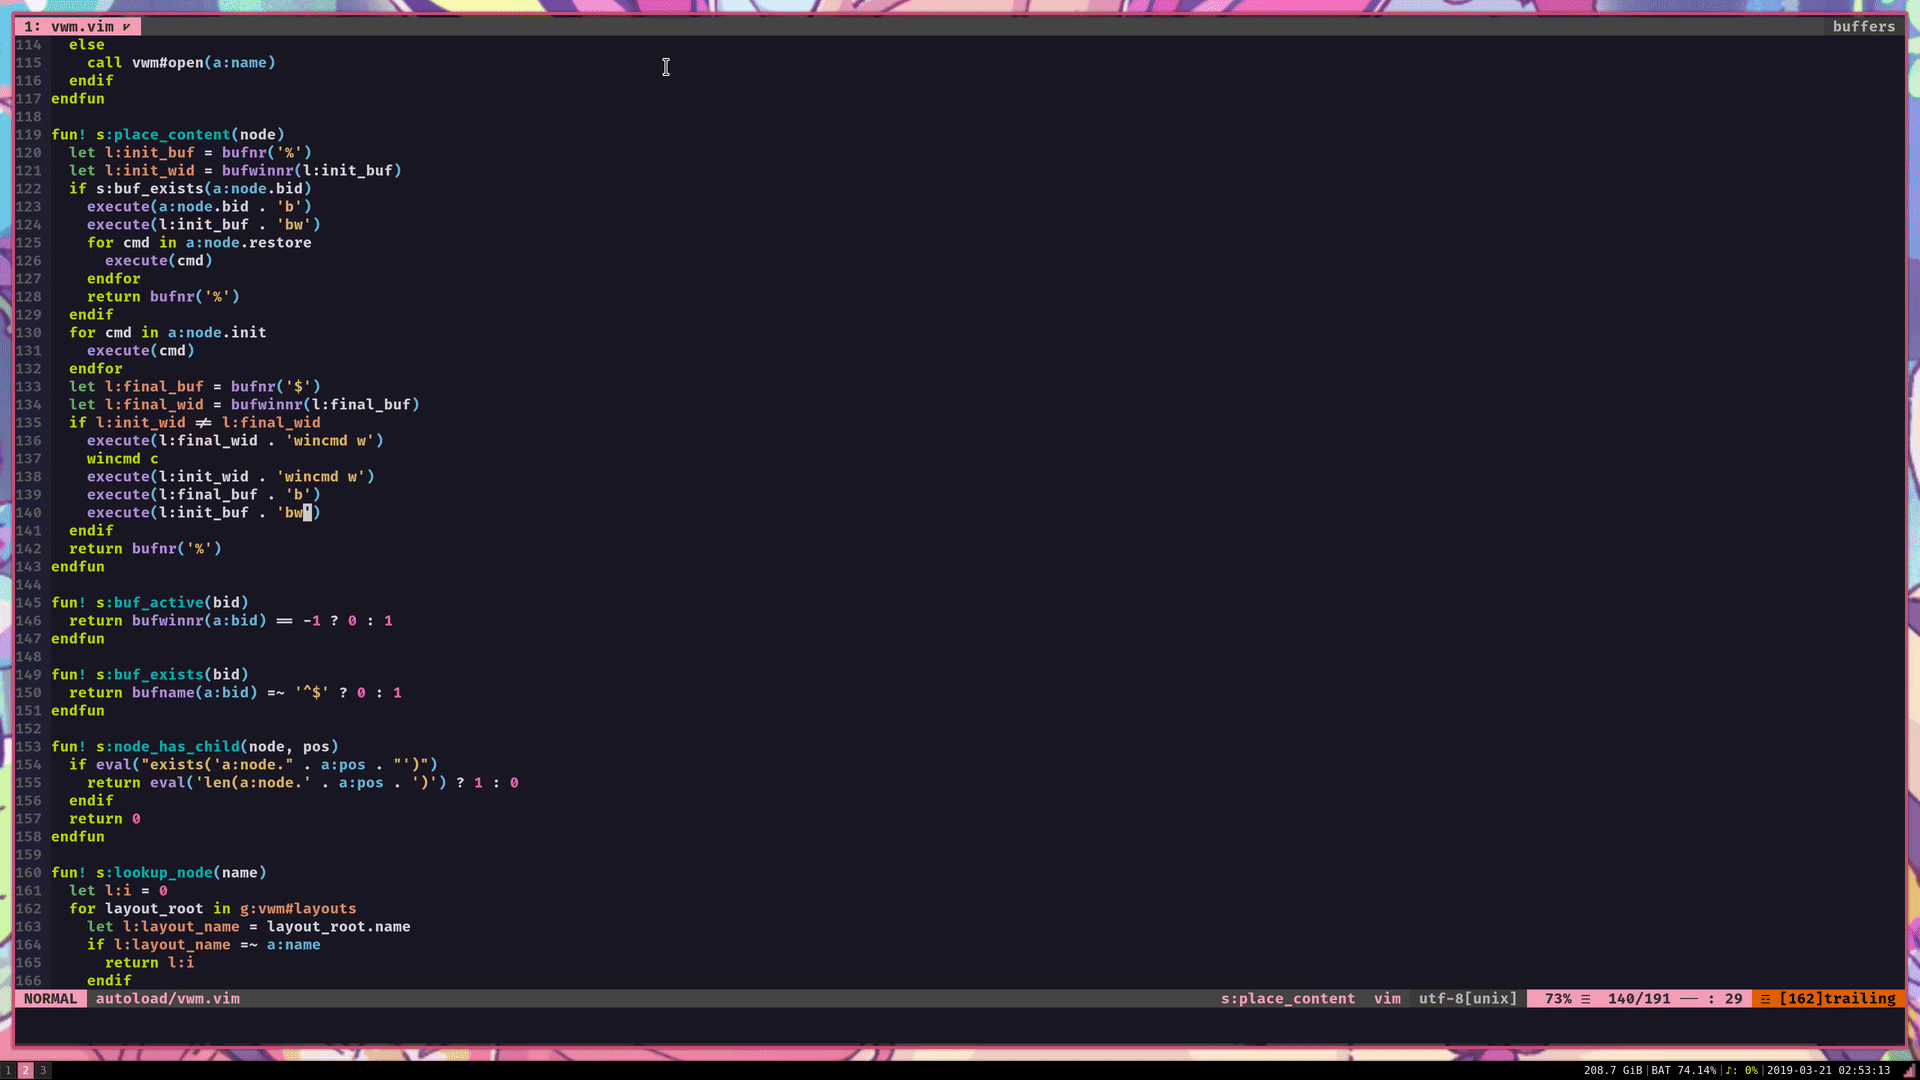 1: vwm.vim buffers
114   else
115     call vwm#open(a:name)
116   endif
117 endfun
118
119 fun! s:place_content(node)
120   let l:init_buf = bufnr('%')
121   let l:init_wid = bufwinnr(l:init_buf)
122   if s:buf_exists(a:node.bid)
123     execute(a:node.bid . 'b')
124     execute(l:init_buf . 'bw')
125     for cmd in a:node.restore
126       execute(cmd)
127     endfor
128     return bufnr('%')
129   endif
130   for cmd in a:node.init
131     execute(cmd)
132   endfor
133   let l:final_buf = bufnr('$')
134   let l:final_wid = bufwinnr(l:final_buf)
135   if l:init_wid ≠ l:final_wid
136     execute(l:final_wid . 'wincmd w')
137     wincmd c
138     execute(l:init_wid . 'wincmd w')
139     execute(l:final_buf . 'b')
140     execute(l:init_buf . 'bw')
141   endif
142   return bufnr('%')
143 endfun
144
145 fun! s:buf_active(bid)
146   return bufwinnr(a:bid) == -1 ? 0 : 1
147 endfun
148
149 fun! s:buf_exists(bid)
150   return bufname(a:bid) =~ '^$' ? 0 : 1
151 endfun
152
153 fun! s:node_has_child(node, pos)
154   if eval("exists('a:node." . a:pos . "')")
155     return eval('len(a:node.' . a:pos . ')') ? 1 : 0
156   endif
157   return 0
158 endfun
159
160 fun! s:lookup_node(name)
161   let l:i = 0
162   for layout_root in g:vwm#layouts
163     let l:layout_name = layout_root.name
164     if l:layout_name =~ a:name
165       return l:i
166     endif
NORMAL autoload/vwm.vim s:place_content vim utf-8[unix] 73% ☰ 140/191 — : 29 ☲ [162]trailing
1 2 3 208.7 GiB|BAT 74.14%|♪: 0%|2019-03-21 02:53:13